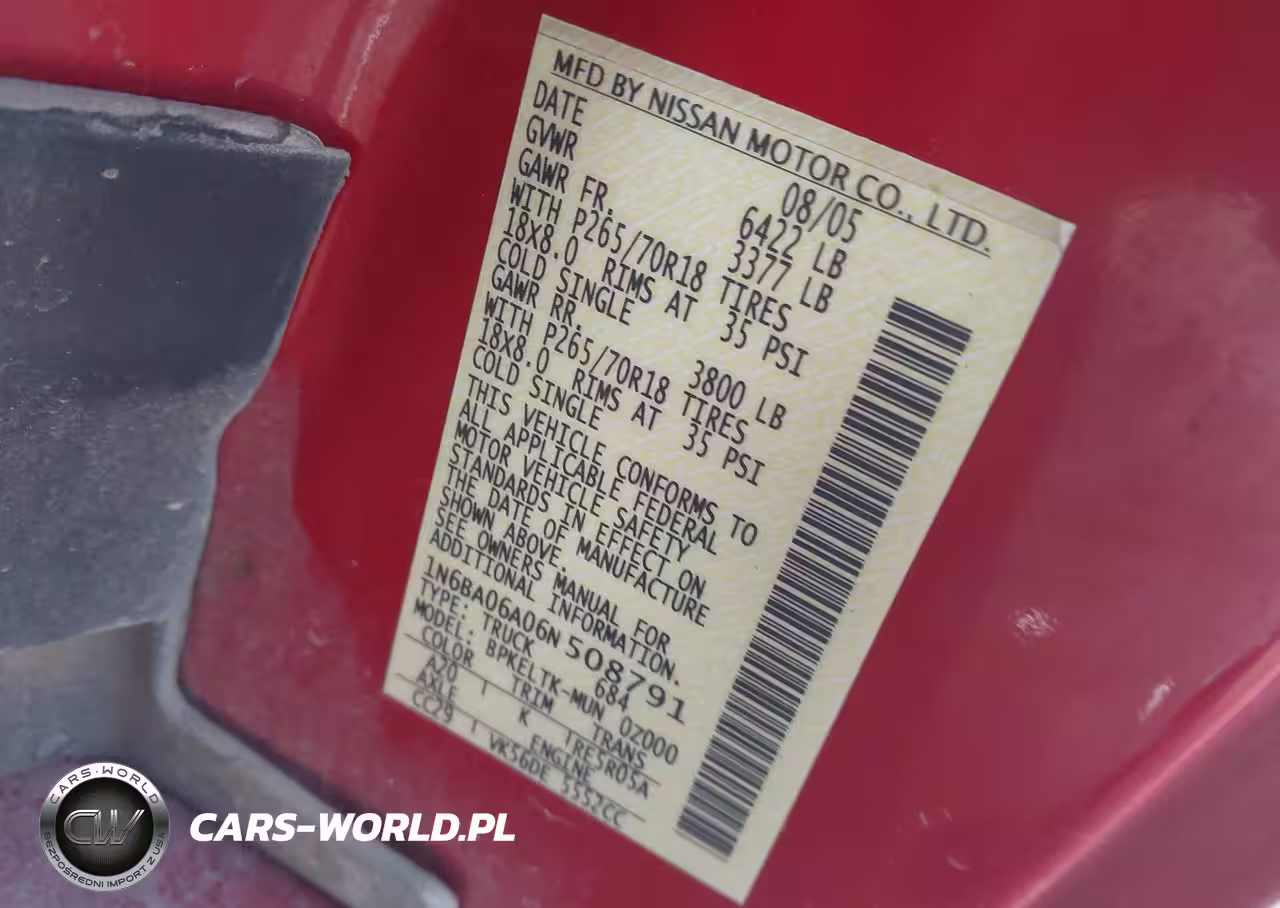 MFD BY NISSAN MOTOR CO., LTD.
DATE 08/05
GVWR 6422 LB
GAWR FR. 3377 LB
WITH P265/70R18 TIRES
18X8.0 RIMS AT 35 PSI
COLD SINGLE
GAWR RR. 3800 LB
WITH P265/70R18 TIRES
18X8.0 RIMS AT 35 PSI
COLD SINGLE
THIS VEHICLE CONFORMS TO
ALL APPLICABLE FEDERAL
MOTOR VEHICLE SAFETY
STANDARDS IN EFFECT ON
THE DATE OF MANUFACTURE
SHOWN ABOVE.
SEE OWNERS MANUAL FOR
ADDITIONAL INFORMATION.
1N6BA06A06N508791
TYPE: TRUCK 684
MODEL: BPKELTK-MUN 0Z000
COLOR TRIM TRANS
A20 K RE5R05A
AXLE ENGINE
CC29 VK56DE 5552CC
CARS-WORLD
CW
BEZPOŚREDNI IMPORT Z USA
CARS-WORLD.PL